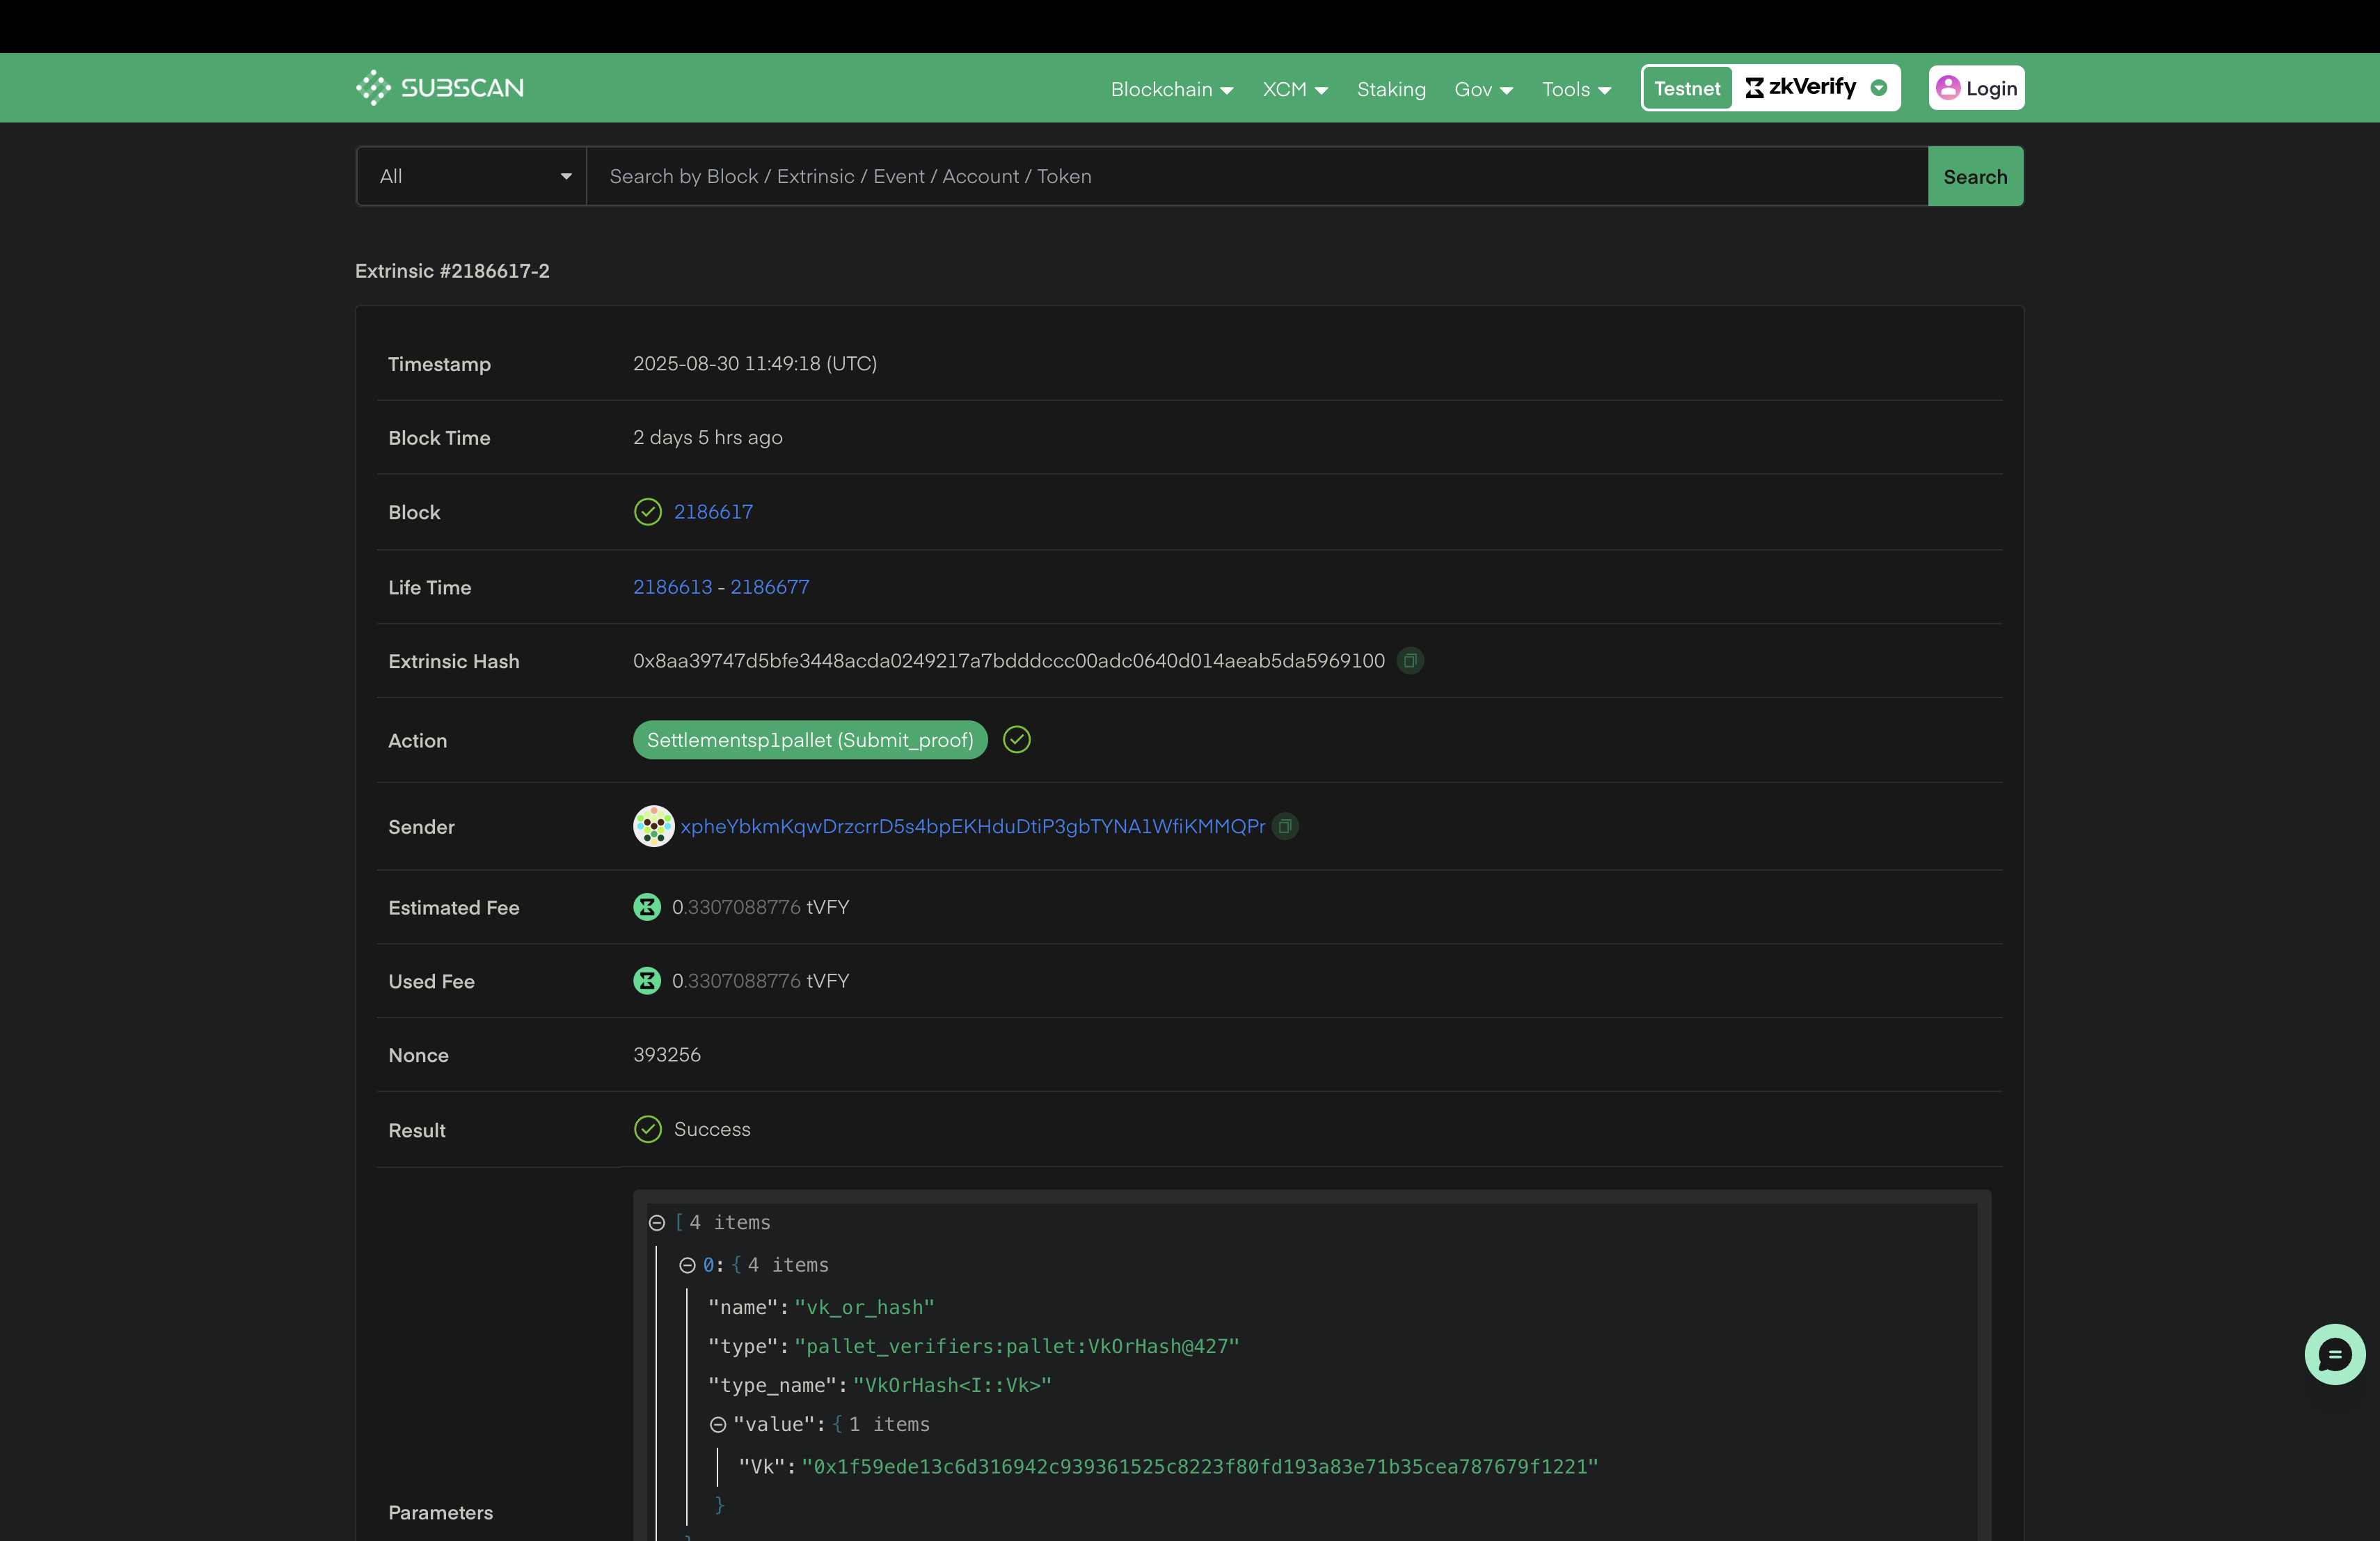 SUBSCAN
Blockchain XCM Staking Gov Tools Testnet zkVerify Login
All Search by Block / Extrinsic / Event / Account / Token Search
Extrinsic #2186617-2
Timestamp 2025-08-30 11:49:18 (UTC)
Block Time 2 days 5 hrs ago
Block 2186617
Life Time 2186613 - 2186677
Extrinsic Hash 0x8aa39747d5bfe3448acda0249217a7bdddccc00adc0640d014aeab5da5969100
Action Settlementsp1pallet (Submit_proof)
Sender xpheYbkmKqwDrzcrrD5s4bpEKHduDtiP3gbTYNA1WfiKMMQPr
Estimated Fee 0.3307088776 tVFY
Used Fee 0.3307088776 tVFY
Nonce 393256
Result Success
[ 4 items
0: { 4 items
"name": "vk_or_hash"
"type": "pallet_verifiers:pallet:VkOrHash@427"
"type_name": "VkOrHash<I::Vk>"
"value": { 1 items
"Vk": "0x1f59ede13c6d316942c939361525c8223f80fd193a83e71b35cea787679f1221"
}
Parameters